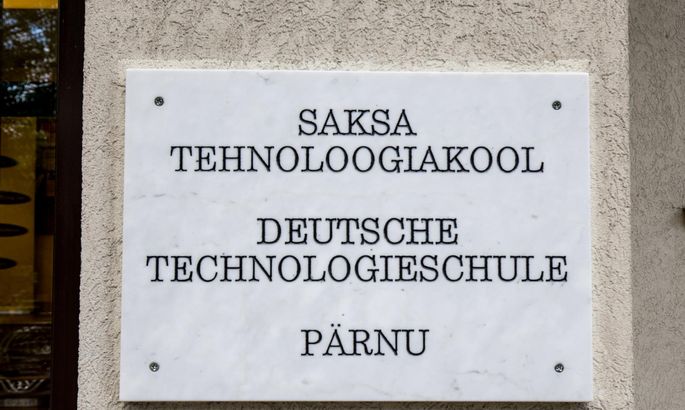 SAKSA
TEHNOLOOGIAKOOL
DEUTSCHE
TECHNOLOGIESCHULE
PÄRNU